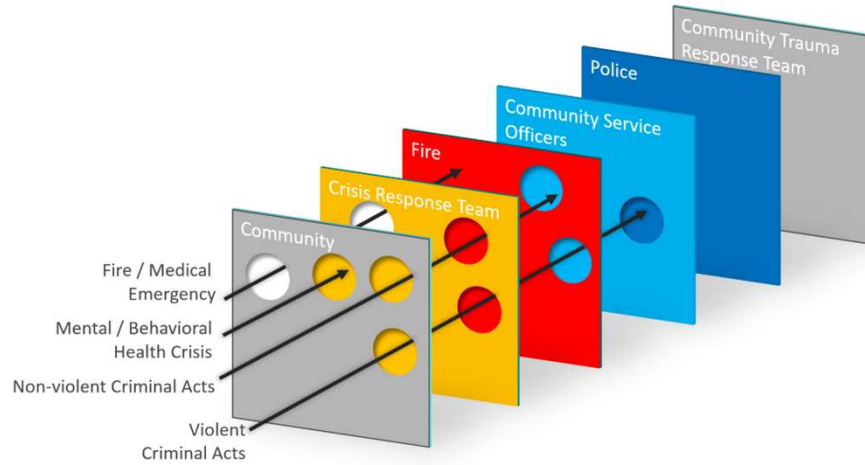 Community Trauma
Response Team
Police
Community Service
Officers
Fire
Crisis Response Team
Community
Fire / Medical
Emergency
Mental / Behavioral
Health Crisis
Non-violent Criminal Acts
Violent
Criminal Acts